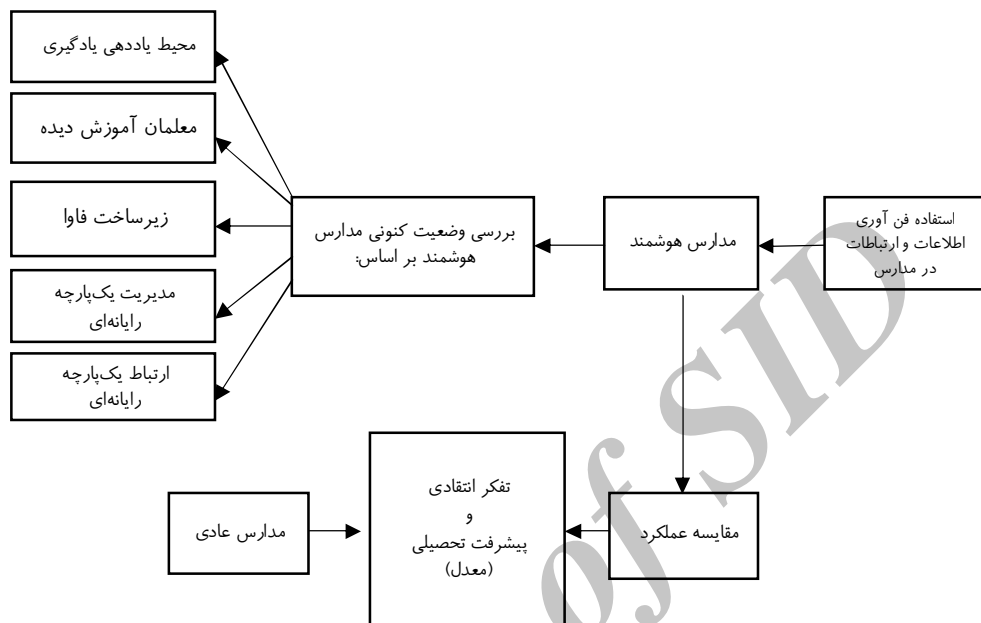 محیط یاددهی یادگیری
معلمان آموزش دیده
زیرساخت فاوا
مدیریت یک‌پارچه
رایانه‌ای
ارتباط یک‌پارچه
رایانه‌ای
بررسی وضعیت کنونی مدارس
هوشمند بر اساس:
مدارس هوشمند
استفاده فن آوری
اطلاعات و ارتباطات
در مدارس
مدارس عادی
تفکر انتقادی
و
پیشرفت تحصیلی
(معدل)
مقایسه عملکرد
of SID